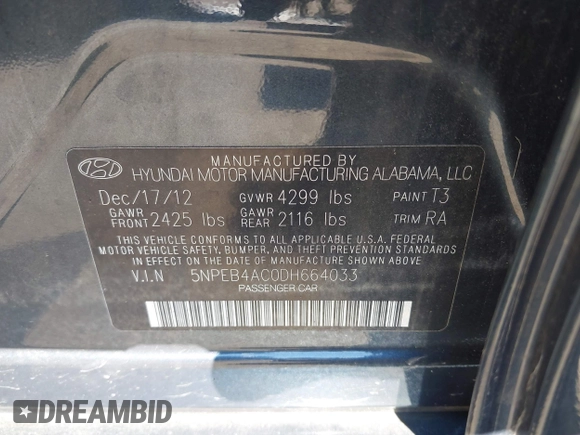 MANUFACTURED BY
HYUNDAI MOTOR MANUFACTURING ALABAMA, LLC
Dec/17/12 GVWR 4299 lbs PAINT T3
GAWR FRONT 2425 lbs GAWR REAR 2116 lbs TRIM RA
THIS VEHICLE CONFORMS TO ALL APPLICABLE U.S.A. FEDERAL
MOTOR VEHICLE SAFETY, BUMPER, AND THEFT PREVENTION STANDARDS
IN EFFECT ON THE DATE OF MANUFACTURE SHOWN ABOVE.
V.I.N 5NPEB4AC0DH664033
PASSENGER CAR
DREAMBID